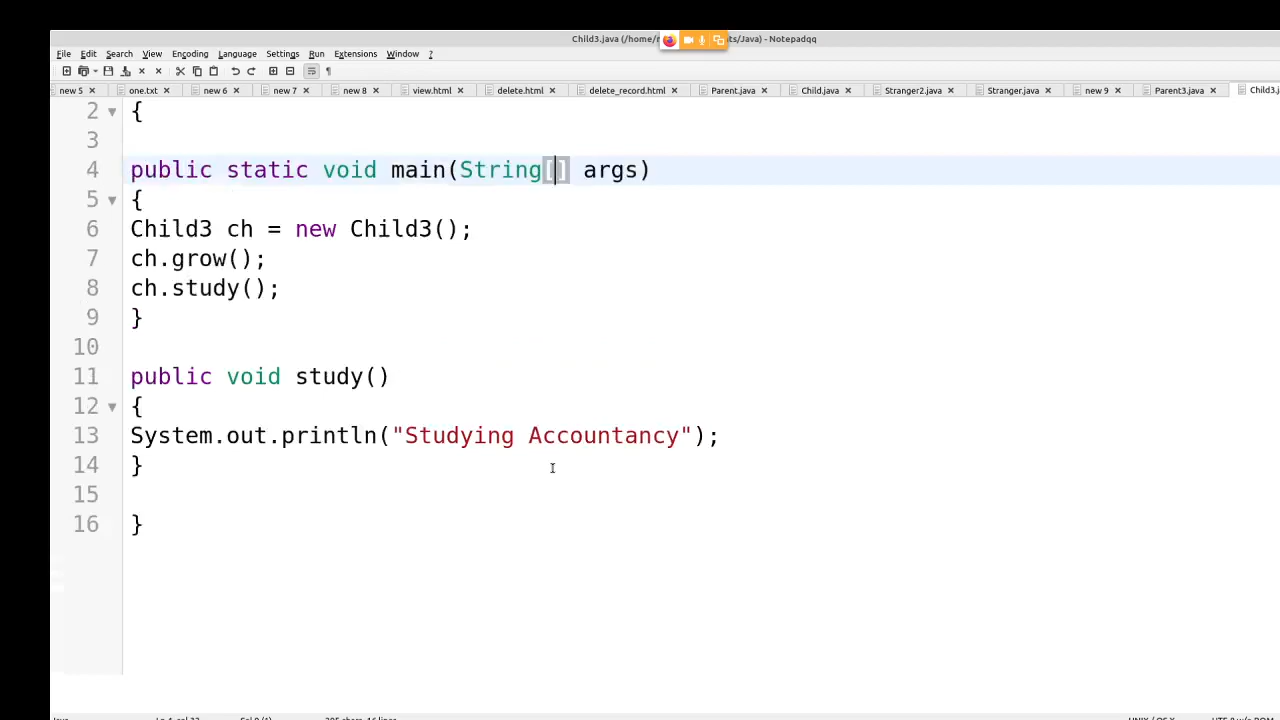 Child3.java (/home/ ts/Java) - Notepadqq
File Edit Search View Encoding Language Settings Run Extensions Window ?
new 5 one.txt new 6 new 7 new 8 view.html delete.html delete_record.html Parent.java Child.java Stranger2.java Stranger.java new 9 Parent3.java Child3.j
2 {
3
4 public static void main(String[] args)
5 {
6 Child3 ch = new Child3();
7 ch.grow();
8 ch.study();
9 }
10
11 public void study()
12 {
13 System.out.println("Studying Accountancy");
14 }
15
16 }